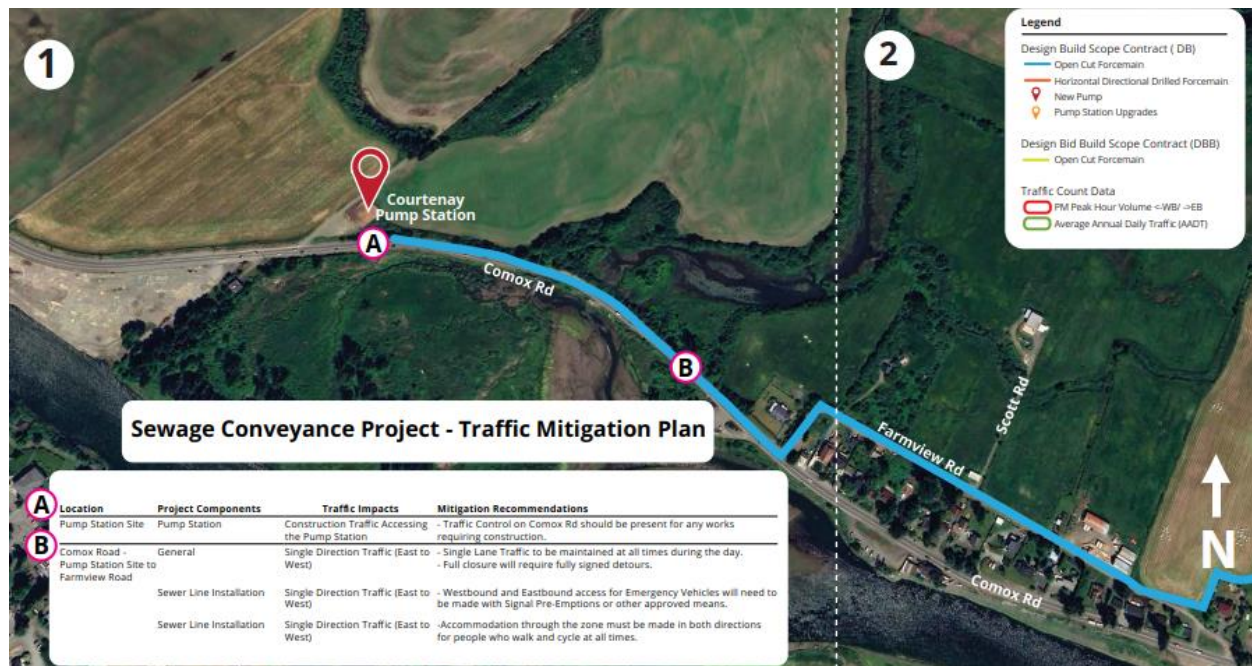 1
2
Legend
Design Build Scope Contract ( DB)
Open Cut Forcemain
Horizontal Directional Drilled Forcemain
New Pump
Pump Station Upgrades
Design Bid Build Scope Contract (DBB)
Open Cut Forcemain
Traffic Count Data
PM Peak Hour Volume <-WB/ ->EB
Average Annual Daily Traffic (AADT)
Courtenay
Pump Station
A
Comox Rd
B
Scott Rd
Farmview Rd
Comox Rd
N
Sewage Conveyance Project - Traffic Mitigation Plan
A
Location Project Components Traffic Impacts Mitigation Recommendations
Pump Station Site Pump Station Construction Traffic Accessing - Traffic Control on Comox Rd should be present for any works
the Pump Station requiring construction.
B
Comox Road - General Single Direction Traffic (East to - Single Lane Traffic to be maintained at all times during the day.
Pump Station Site to West) - Full closure will require fully signed detours.
Farmview Road
Sewer Line Installation Single Direction Traffic (East to - Westbound and Eastbound access for Emergency Vehicles will need to
West) be made with Signal Pre-Emptions or other approved means.
Sewer Line Installation Single Direction Traffic (East to -Accommodation through the zone must be made in both directions
West) for people who walk and cycle at all times.